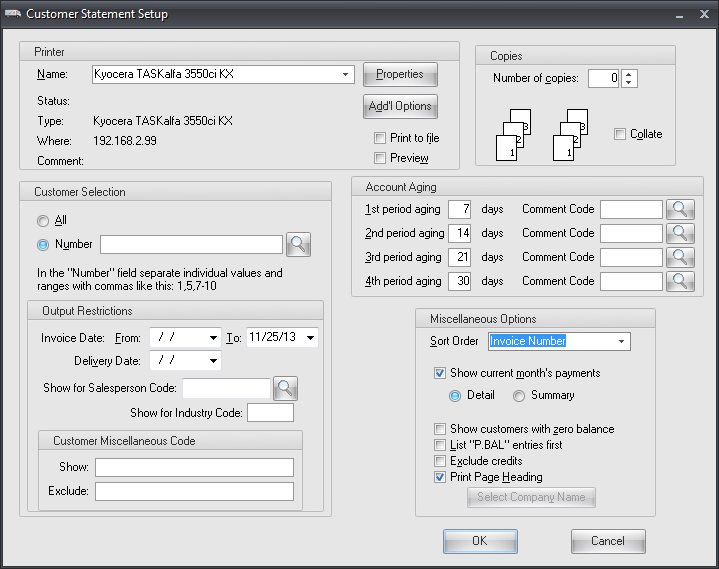 Customer Statement Setup
Printer
Name: Kyocera TASKalfa 3550ci KX
Properties
Status:
Add'l Options
Type: Kyocera TASKalfa 3550ci KX
Where: 192.168.2.99
Print to file
Comment:
Preview
Copies
Number of copies: 0
1 2 3
1 2 3
Collate
Customer Selection
All
Number
In the "Number" field separate individual values and
ranges with commas like this: 1,5,7-10
Output Restrictions
Invoice Date: From: / / To: 11/25/13
Delivery Date: / /
Show for Salesperson Code:
Show for Industry Code:
Customer Miscellaneous Code
Show:
Exclude:
Account Aging
1st period aging 7 days Comment Code
2nd period aging 14 days Comment Code
3rd period aging 21 days Comment Code
4th period aging 30 days Comment Code
Miscellaneous Options
Sort Order Invoice Number
Show current month's payments
Detail Summary
Show customers with zero balance
List "P.BAL" entries first
Exclude credits
Print Page Heading
Select Company Name
OK Cancel